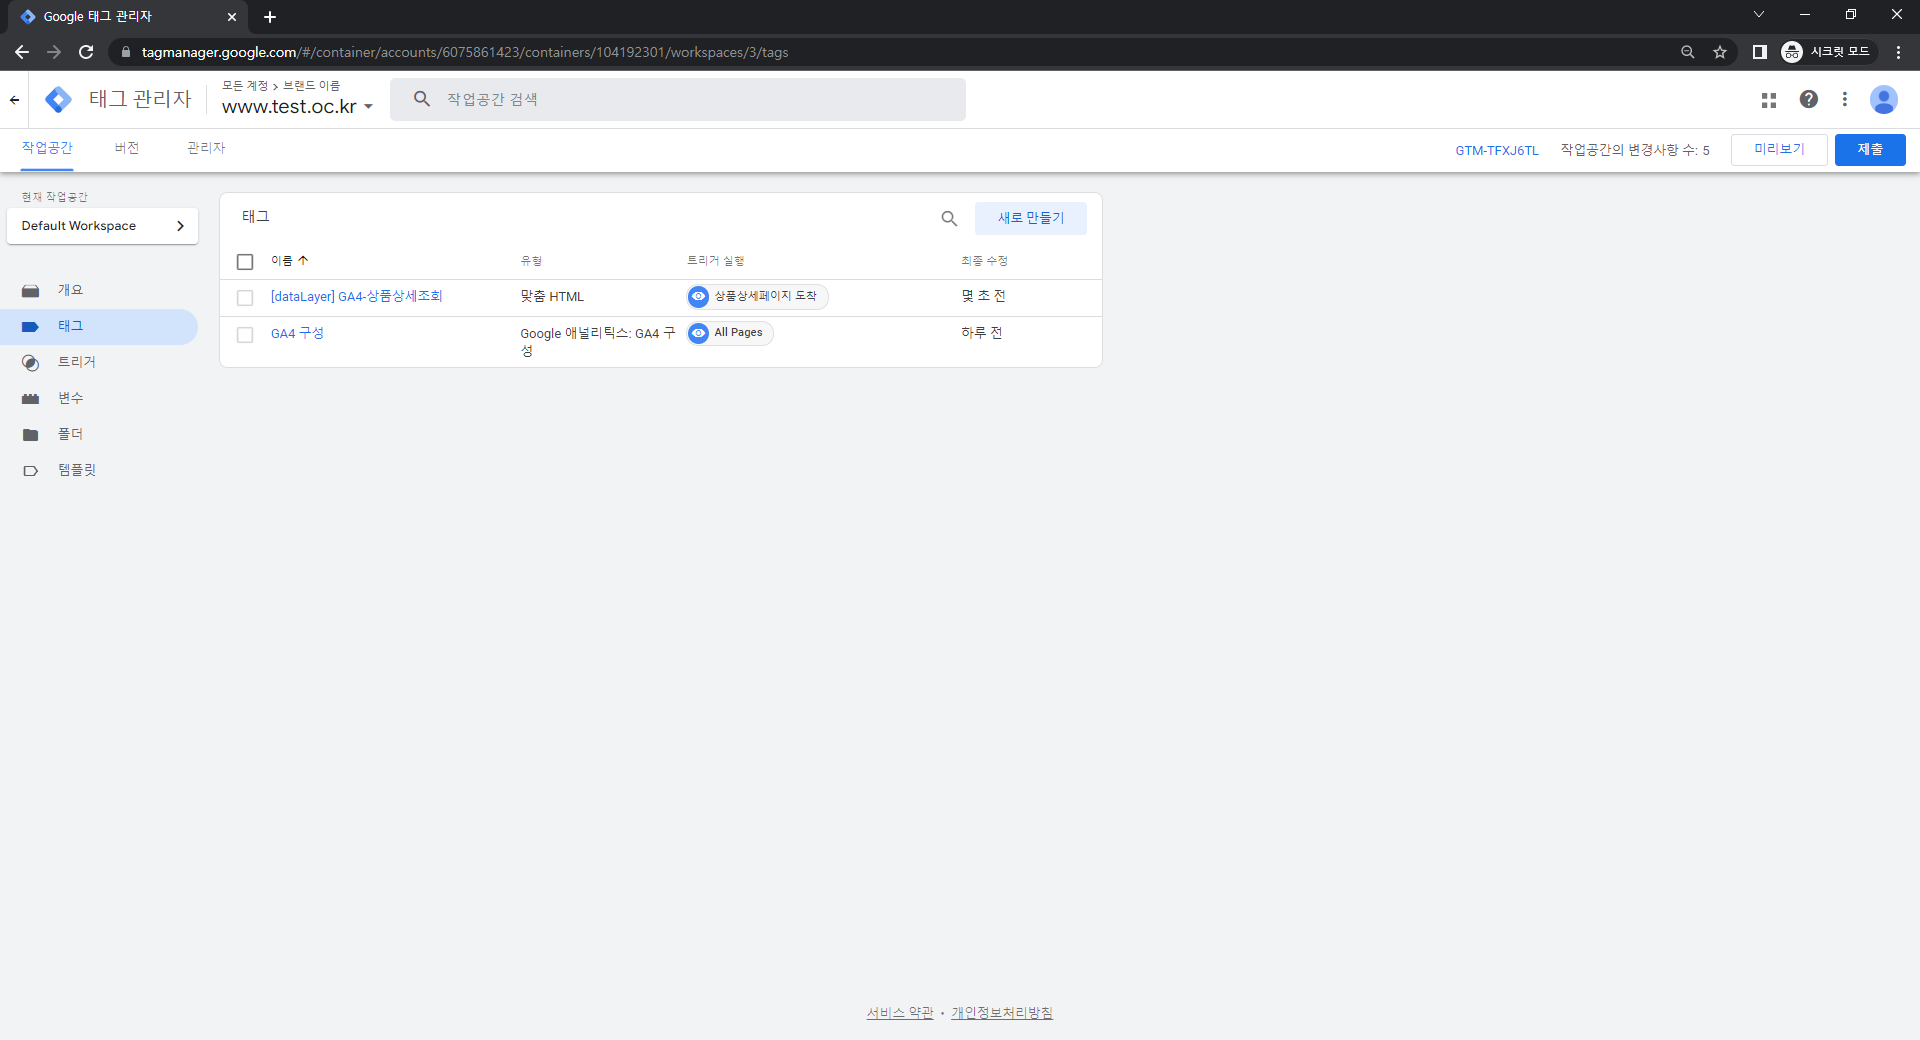 Google 태그 관리자
tagmanager.google.com/#/container/accounts/6075861423/containers/104192301/workspaces/3/tags
시크릿 모드
태그 관리자
모든 계정 > 브랜드 이름
www.test.oc.kr
작업공간 검색
작업공간
버전
관리자
GTM-TFXJ6TL
작업공간의 변경사항 수: 5
미리보기
제출
현재 작업공간
Default Workspace
개요
태그
트리거
변수
폴더
템플릿
태그
새로 만들기
이름 유형 트리거 실행 최종 수정
[dataLayer] GA4-상품상세조회 맞춤 HTML 상품상세페이지 도착 몇 초 전
GA4 구성 Google 애널리틱스: GA4 구 All Pages 하루 전
성
서비스 약관 • 개인정보처리방침